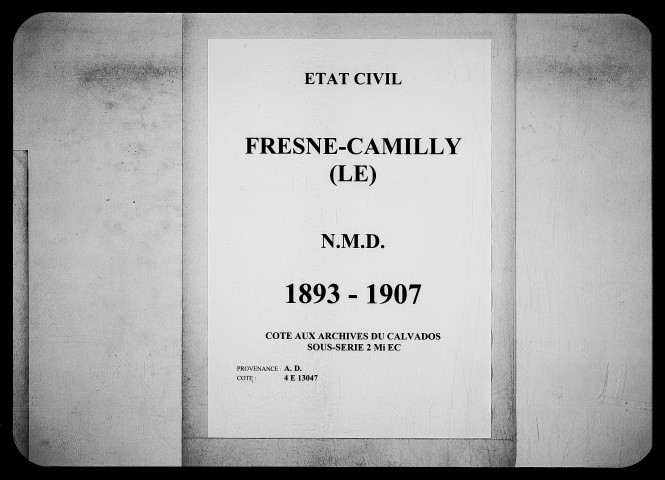 ETAT CIVIL
FRESNE-CAMILLY
(LE)
N.M.D.
1893 - 1907
COTE AUX ARCHIVES DU CALVADOS
SOUS-SERIE 2 Mi EC
PROVENANCE : A. D.
COTE : 4 E 13047